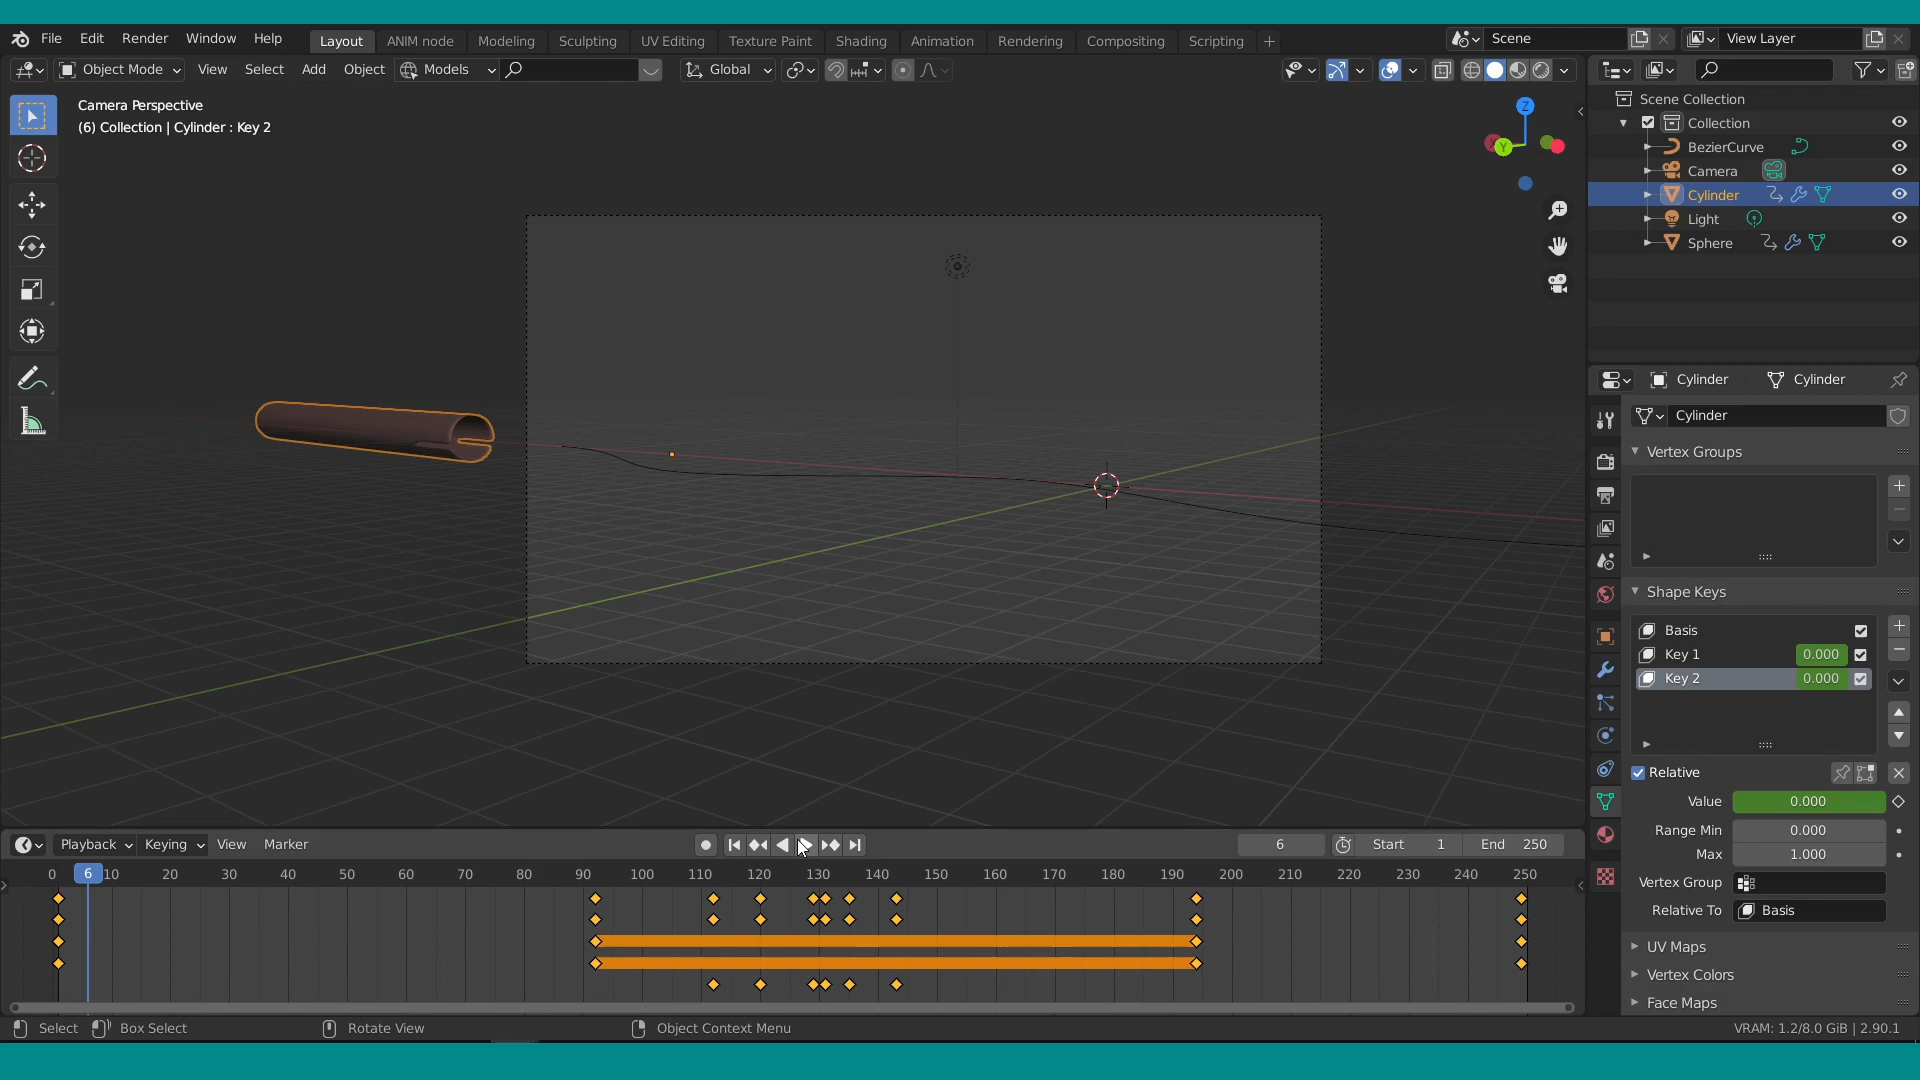 File Edit Render Window Help Layout ANIM node Modeling Sculpting UV Editing Texture Paint Shading Animation Rendering Compositing Scripting + Scene View Layer
Object Mode View Select Add Object Models Global
Camera Perspective
(6) Collection | Cylinder : Key 2
Z
X
Y
Scene Collection
Collection
BezierCurve
Camera
Cylinder
Light
Sphere
Cylinder Cylinder
Cylinder
Vertex Groups
Shape Keys
Basis
Key 1 0.000
Key 2 0.000
Relative
Value 0.000
Range Min 0.000
Max 1.000
Vertex Group
Relative To Basis
UV Maps
Vertex Colors
Face Maps
Playback Keying View Marker 6 Start 1 End 250
0 6 10 20 30 40 50 60 70 80 90 100 110 120 130 140 150 160 170 180 190 200 210 220 230 240 250
Select Box Select Rotate View Object Context Menu VRAM: 1.2/8.0 GiB | 2.90.1